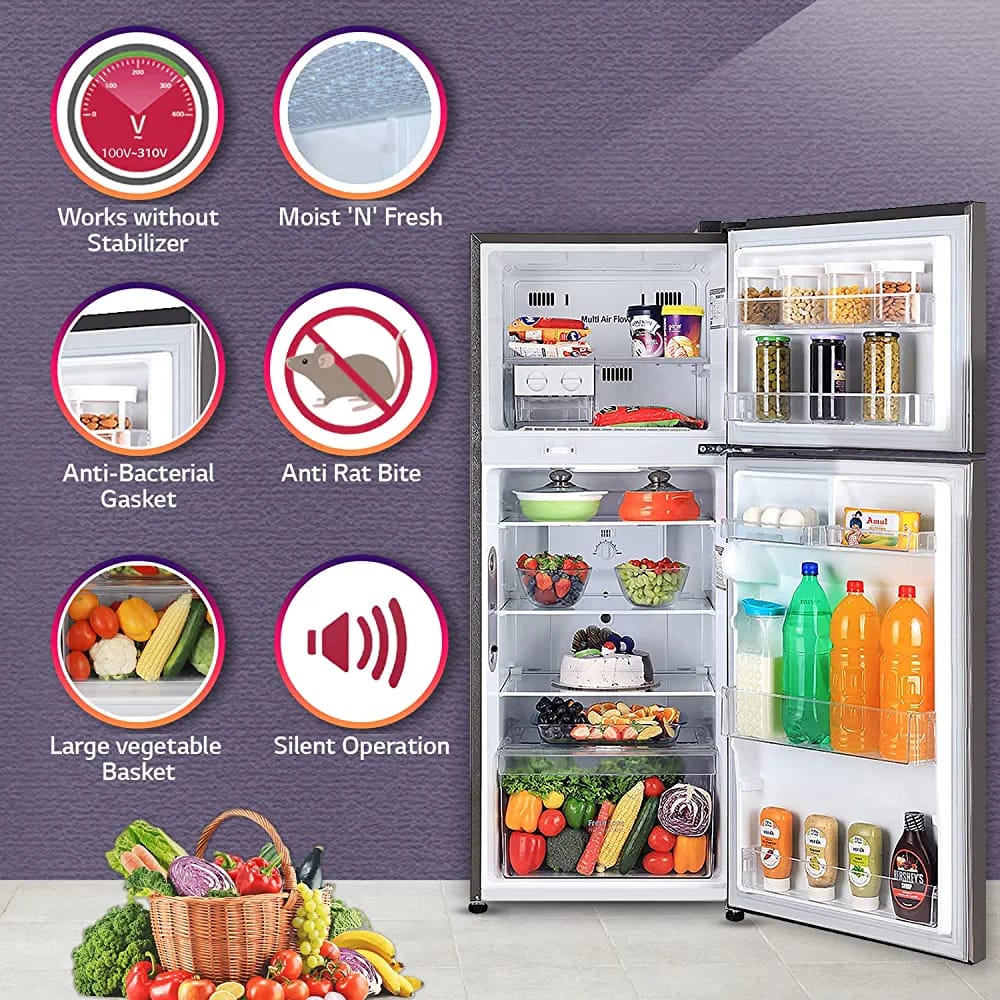 0
100
200
300
400
V
100V~310V
Works without
Stabilizer
Moist 'N' Fresh
Anti-Bacterial
Gasket
Anti Rat Bite
Large vegetable
Basket
Silent Operation
Multi Air Flow
Amul
HERSHEY'S
SYRUP